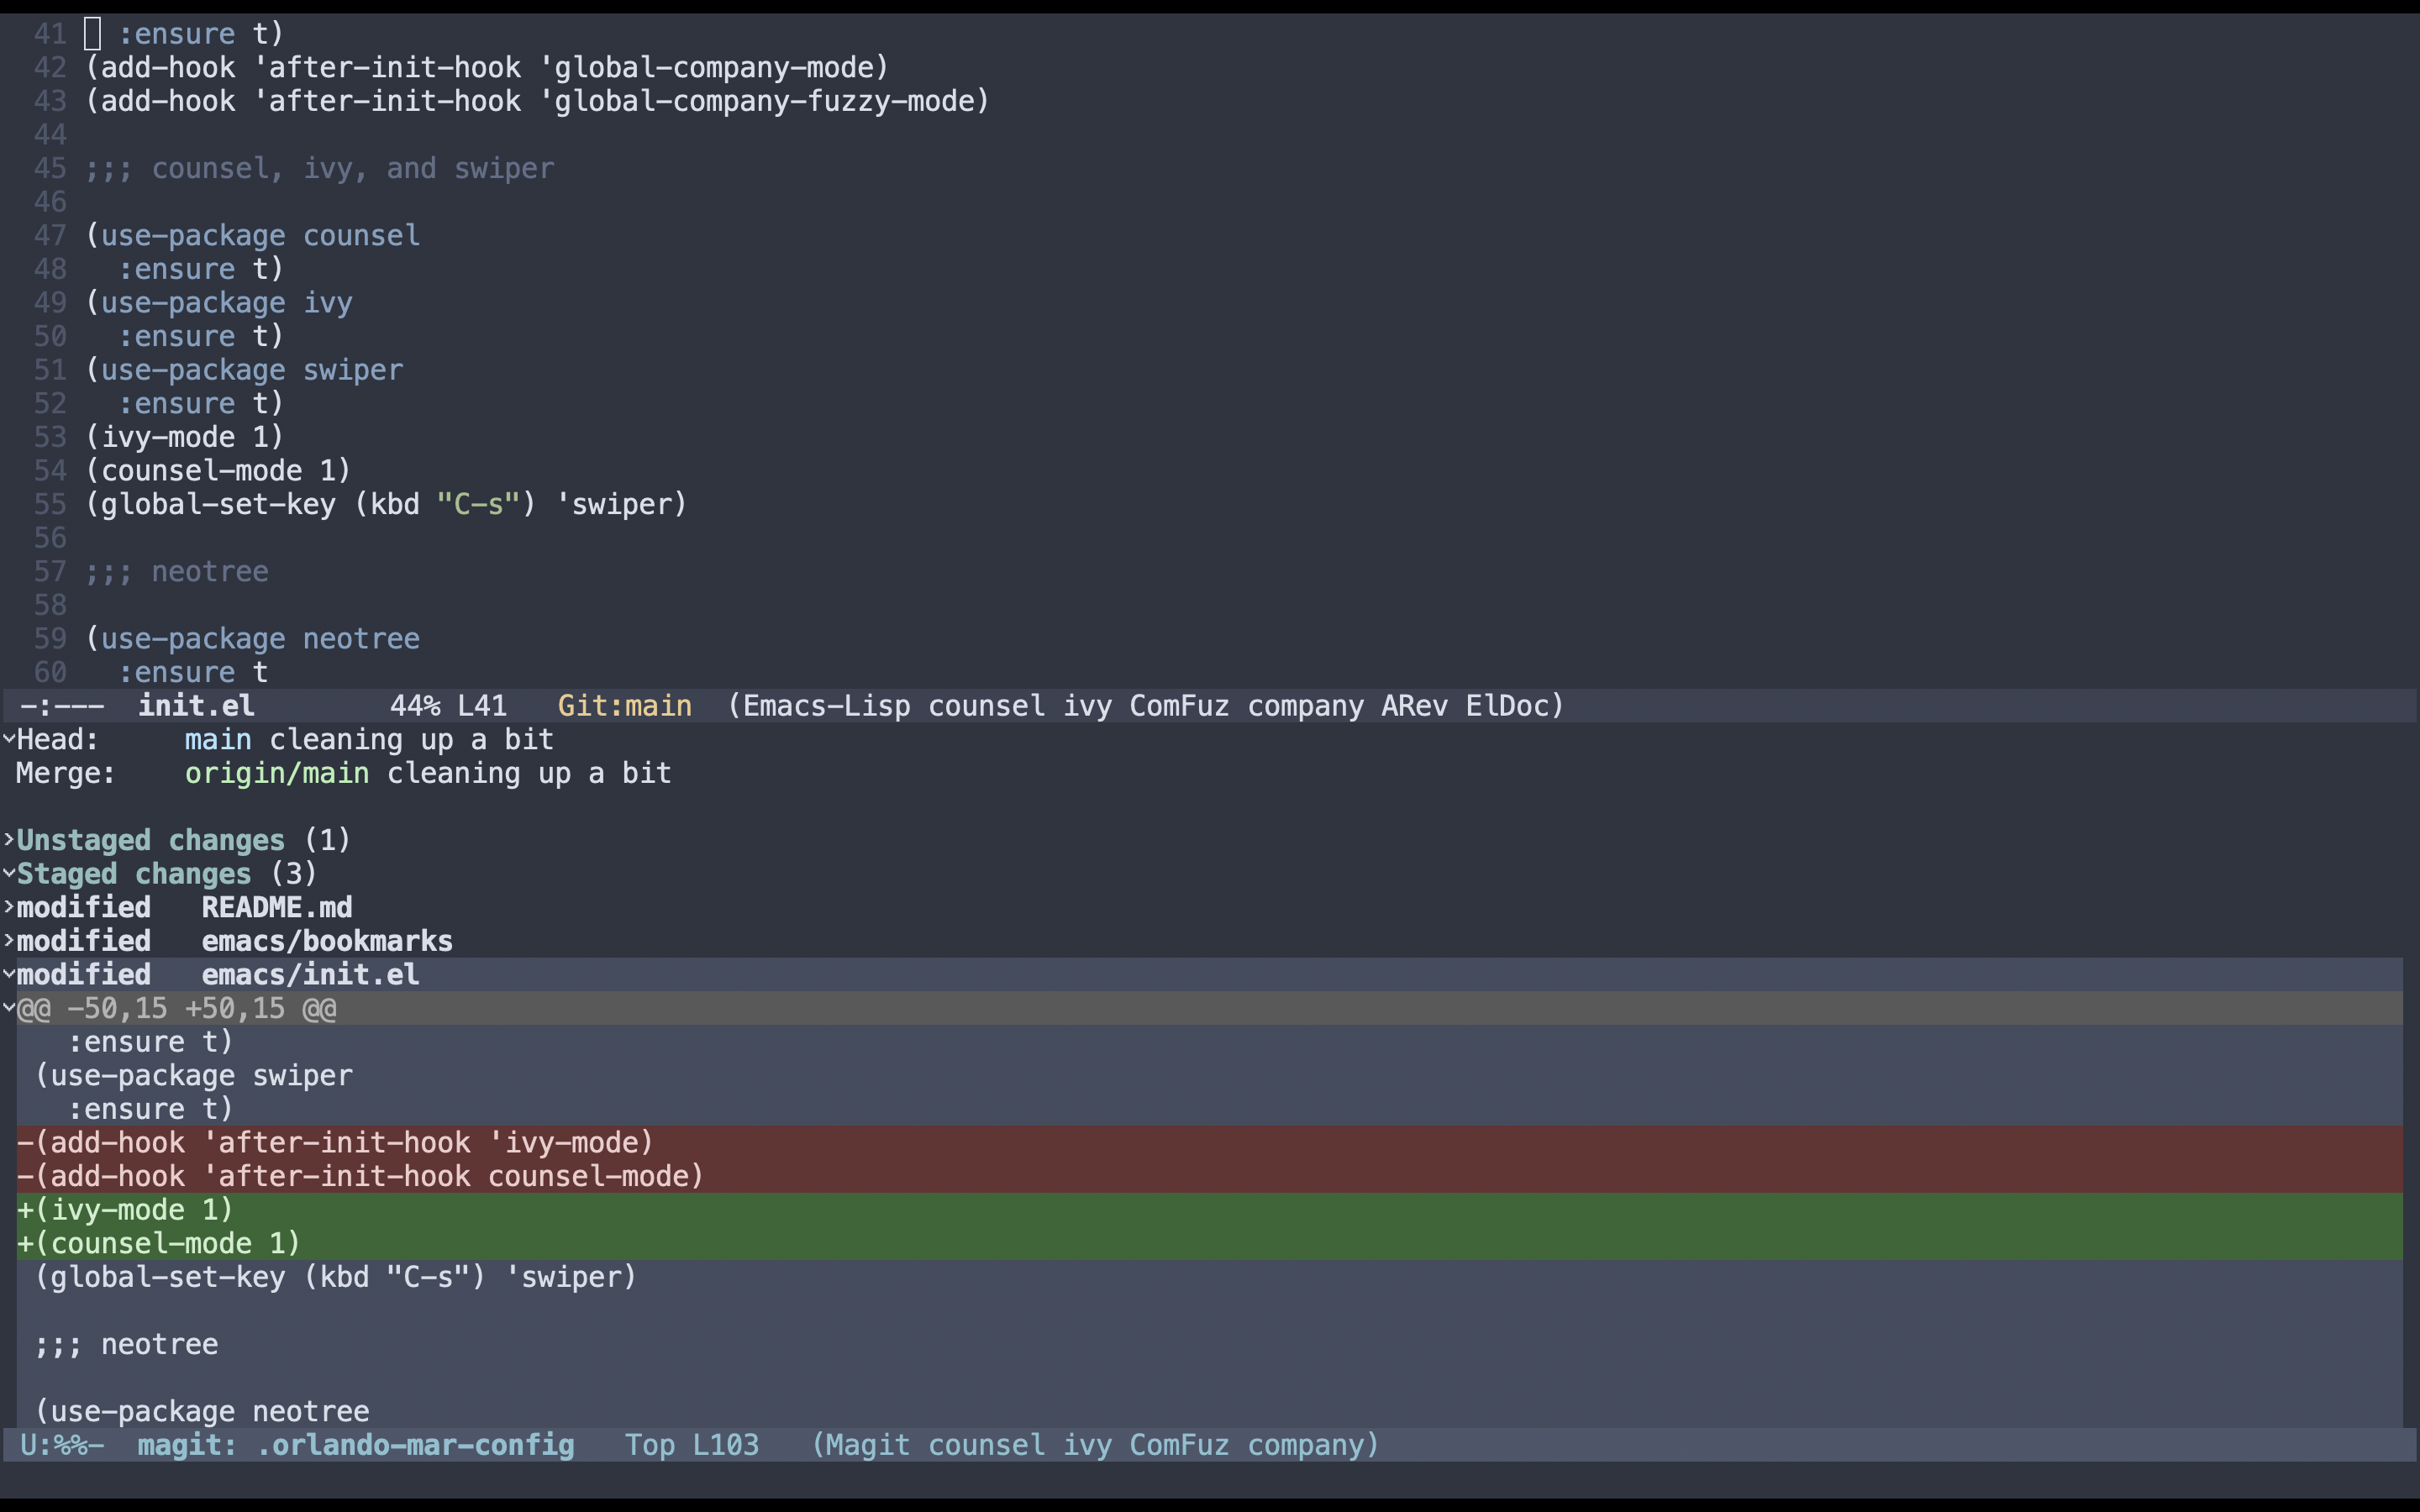 41   :ensure t)
42 (add-hook 'after-init-hook 'global-company-mode)
43 (add-hook 'after-init-hook 'global-company-fuzzy-mode)
44
45 ;;; counsel, ivy, and swiper
46
47 (use-package counsel
48   :ensure t)
49 (use-package ivy
50   :ensure t)
51 (use-package swiper
52   :ensure t)
53 (ivy-mode 1)
54 (counsel-mode 1)
55 (global-set-key (kbd "C-s") 'swiper)
56
57 ;;; neotree
58
59 (use-package neotree
60   :ensure t
-:---  init.el        44% L41   Git:main  (Emacs-Lisp counsel ivy ComFuz company ARev ElDoc)
Head:     main cleaning up a bit
Merge:    origin/main cleaning up a bit
Unstaged changes (1)
Staged changes (3)
modified   README.md
modified   emacs/bookmarks
modified   emacs/init.el
@@ -50,15 +50,15 @@
   :ensure t)
 (use-package swiper
   :ensure t)
-(add-hook 'after-init-hook 'ivy-mode)
-(add-hook 'after-init-hook counsel-mode)
+(ivy-mode 1)
+(counsel-mode 1)
 (global-set-key (kbd "C-s") 'swiper)
 ;;; neotree
 (use-package neotree
U:%%-  magit: .orlando-mar-config   Top L103   (Magit counsel ivy ComFuz company)